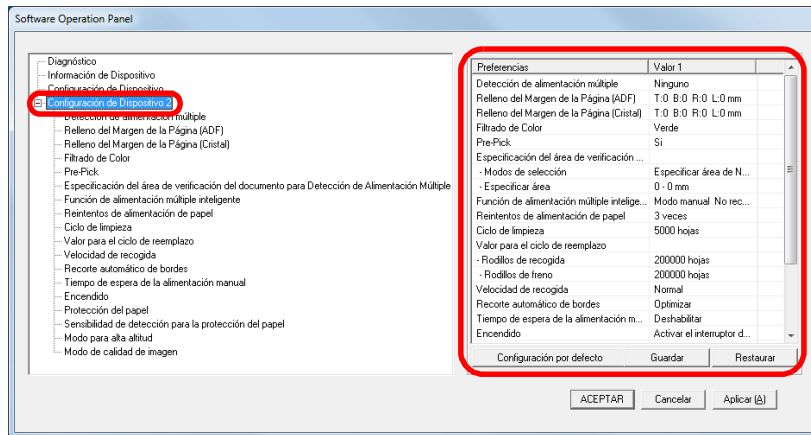 Software Operation Panel
Diagnóstico
Información de Dispositivo
Configuración de Dispositivo
Configuración de Dispositivo 2
Detección de alimentación múltiple
Relleno del Margen de la Página (ADF)
Relleno del Margen de la Página (Cristal)
Filtrado de Color
Pre-Pick
Especificación del área de verificación del documento para Detección de Alimentación Múltiple
Función de alimentación múltiple inteligente
Reintentos de alimentación de papel
Ciclo de limpieza
Valor para el ciclo de reemplazo
Velocidad de recogida
Recorte automático de bordes
Tiempo de espera de la alimentación manual
Encendido
Protección del papel
Sensibilidad de detección para la protección del papel
Modo para alta altitud
Modo de calidad de imagen
Preferencias Valor 1
Detección de alimentación múltiple Ninguno
Relleno del Margen de la Página (ADF) T:0 B:0 R:0 L:0 mm
Relleno del Margen de la Página (Cristal) T:0 B:0 R:0 L:0 mm
Filtrado de Color Verde
Pre-Pick Si
Especificación del área de verificación ...
- Modos de selección Especificar área de N...
- Especificar área 0 - 0 mm
Función de alimentación múltiple intelige... Modo manual No rec...
Reintentos de alimentación de papel 3 veces
Ciclo de limpieza 5000 hojas
Valor para el ciclo de reemplazo
- Rodillos de recogida 200000 hojas
- Rodillos de freno 200000 hojas
Velocidad de recogida Normal
Recorte automático de bordes Optimizar
Tiempo de espera de la alimentación m... Deshabilitar
Encendido Activar el interruptor d...
Configuración por defecto Guardar Restaurar
ACEPTAR Cancelar Aplicar (A)